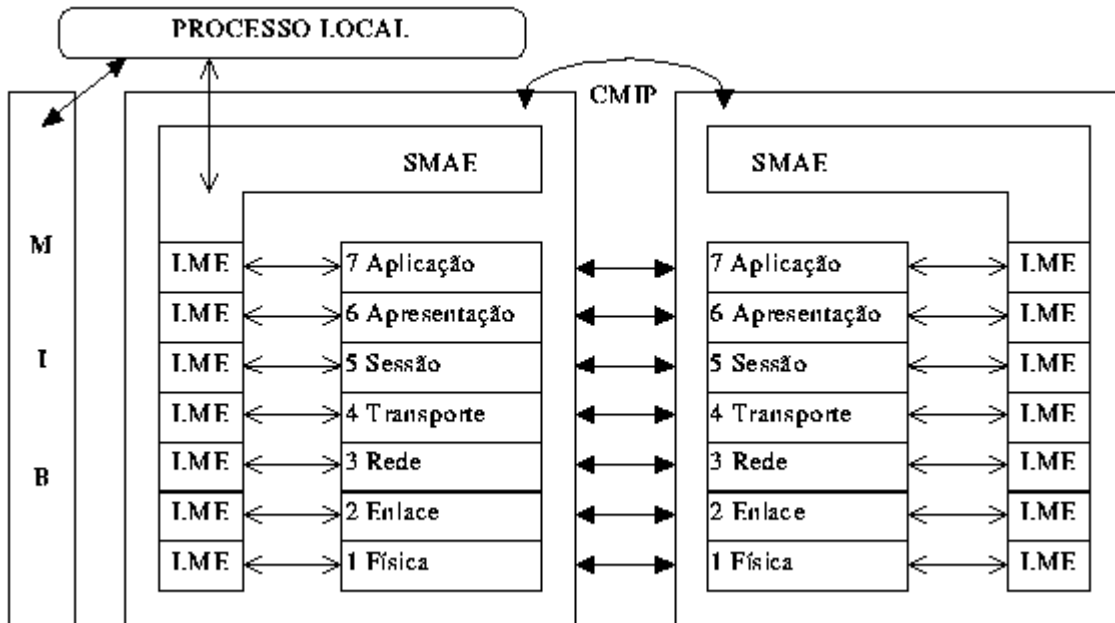 PROCESSO LOCAL
CMIP
SMAE
SMAE
M
I
B
LME
7 Aplicação
7 Aplicação
LME
LME
6 Apresentação
6 Apresentação
LME
LME
5 Sessão
5 Sessão
LME
LME
4 Transporte
4 Transporte
LME
LME
3 Rede
3 Rede
LME
LME
2 Enlace
2 Enlace
LME
LME
1 Física
1 Física
LME